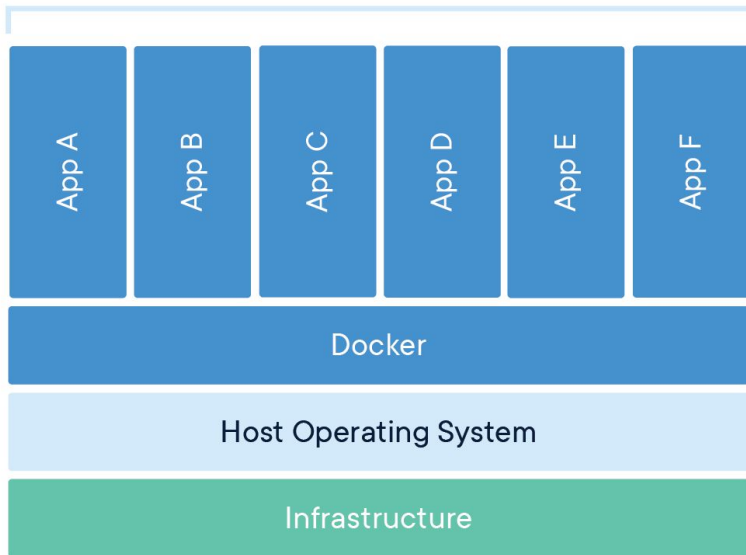 App A
App B
App C
App D
App E
App F
Docker
Host Operating System
Infrastructure